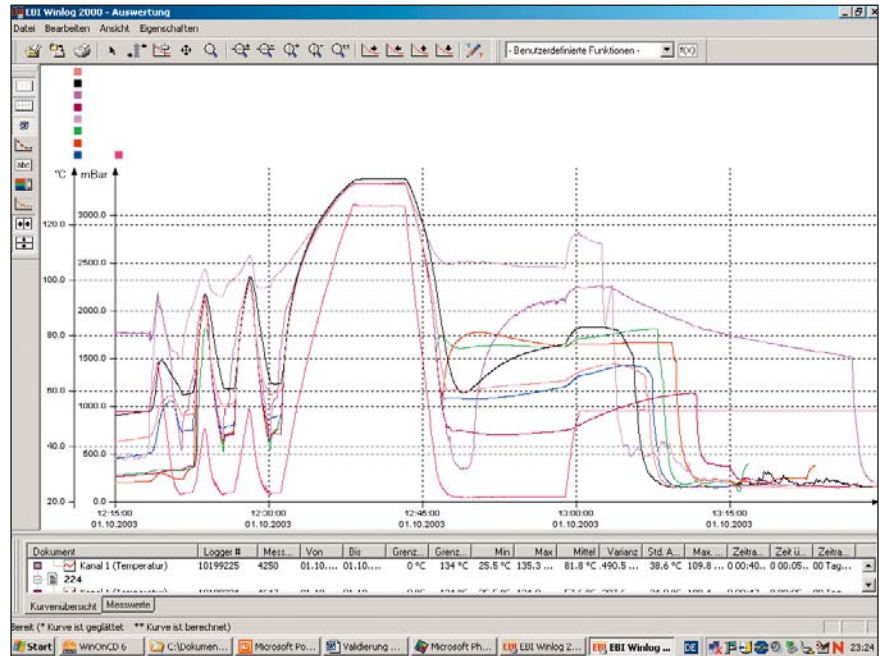 EBI Winlog 2000 - Auswertung
Datei Bearbeiten Ansicht Eigenschaften
- Benutzerdefinierte Funktionen -
f(x)
abc
°C mBar
3000.0
120.0
2500.0
100.0
2000.0
80.0
1500.0
60.0
1000.0
40.0
500.0
20.0 0.0
12:15:00 12:30:00 12:45:00 13:00:00 13:15:00
01.10.2003 01.10.2003 01.10.2003 01.10.2003 01.10.2003
Dokument Logger # Mess... Von Bis Grenz... Grenz... Min Max Mittel Varianz Std. A... Max. ... Zeitra... Zeit ü... Zeitra...
Kanal 1 (Temperatur) 10199225 4250 01.10.... 01.10.... 0 °C 134 °C 25.5 °C 135.3 ... 81.8 °C 490.5 ... 38.6 °C 109.8 ... 0 00:40... 0 00:05... 00 Tag...
224
Kurvenübersicht Messwerte
Bereit (* Kurve ist geglättet ** Kurve ist berechnet)
Start WinOnCD 6 C:\Dokumen... Microsoft Po... Validierung ... Microsoft Ph... EBI Winlog 2... EBI Winlog ... DE 23:24